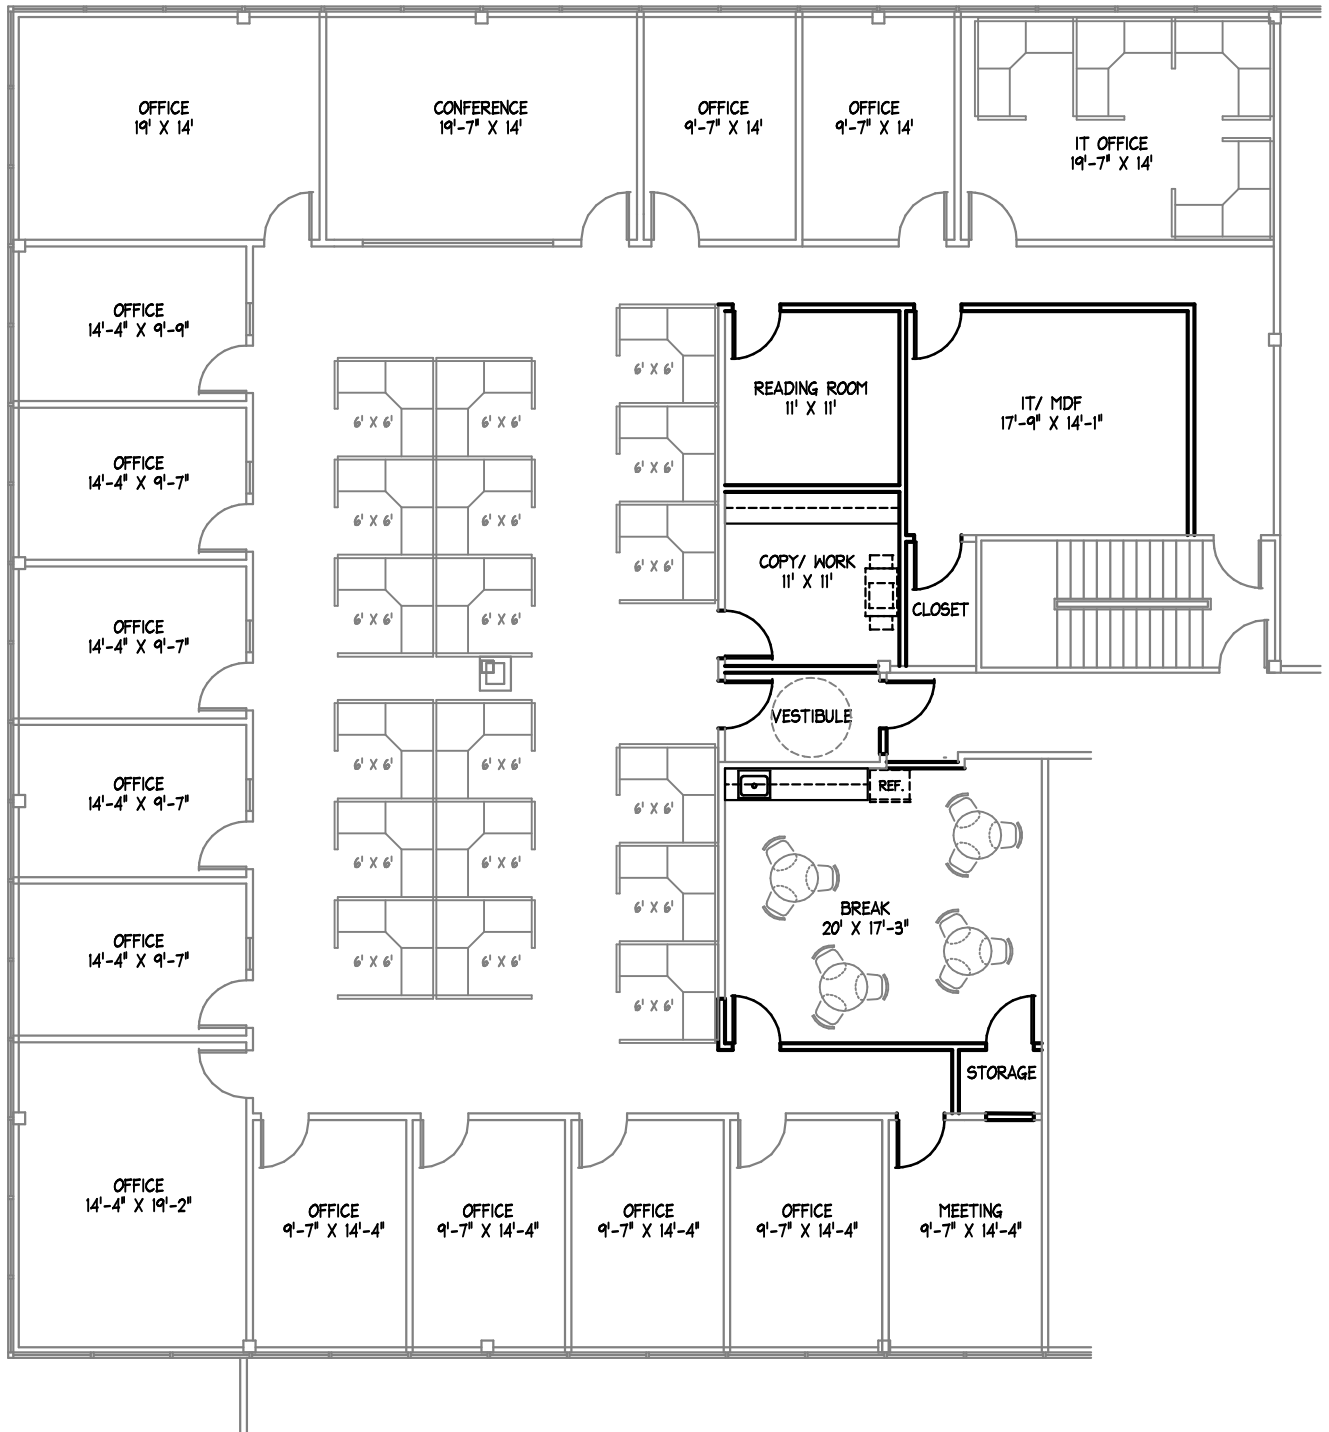 OFFICE
19' X 14'
CONFERENCE
19'-7" X 14'
OFFICE
9'-7" X 14'
OFFICE
9'-7" X 14'
IT OFFICE
19'-7" X 14'
OFFICE
14'-4" X 9'-9"
6' X 6'
READING ROOM
11' X 11'
IT/ MDF
17'-9" X 14'-1"
6' X 6'
6' X 6'
OFFICE
14'-4" X 9'-7"
6' X 6'
6' X 6'
6' X 6'
6' X 6'
COPY/ WORK
11' X 11'
CLOSET
OFFICE
14'-4" X 9'-7"
6' X 6'
6' X 6'
VESTIBULE
6' X 6'
6' X 6'
OFFICE
14'-4" X 9'-7"
6' X 6'
REF.
6' X 6'
6' X 6'
OFFICE
14'-4" X 9'-7"
6' X 6'
BREAK
20' X 17'-3"
6' X 6'
6' X 6'
6' X 6'
STORAGE
OFFICE
14'-4" X 19'-2"
OFFICE
9'-7" X 14'-4"
OFFICE
9'-7" X 14'-4"
OFFICE
9'-7" X 14'-4"
OFFICE
9'-7" X 14'-4"
MEETING
9'-7" X 14'-4"